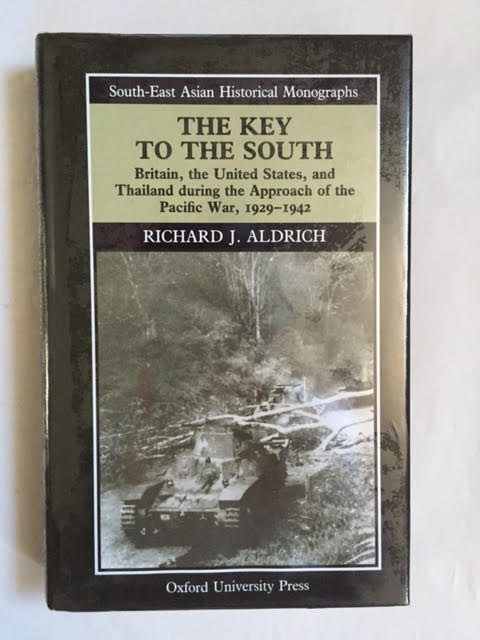 South-East Asian Historical Monographs
THE KEY
TO THE SOUTH
Britain, the United States, and
Thailand during the Approach of the
Pacific War, 1929–1942
RICHARD J. ALDRICH
Oxford University Press